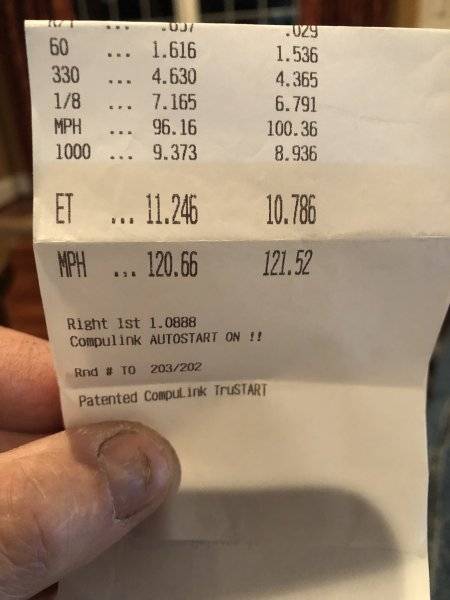 R/T ... .057 .029
60 ... 1.616 1.536
330 ... 4.630 4.365
1/8 ... 7.165 6.791
MPH ... 96.16 100.36
1000 ... 9.373 8.936
ET ... 11.246 10.786
MPH ... 120.66 121.52
Right 1st 1.0888
Compulink AUTOSTART ON !!
Rnd # TO 203/202
Patented CompuLink TruSTART